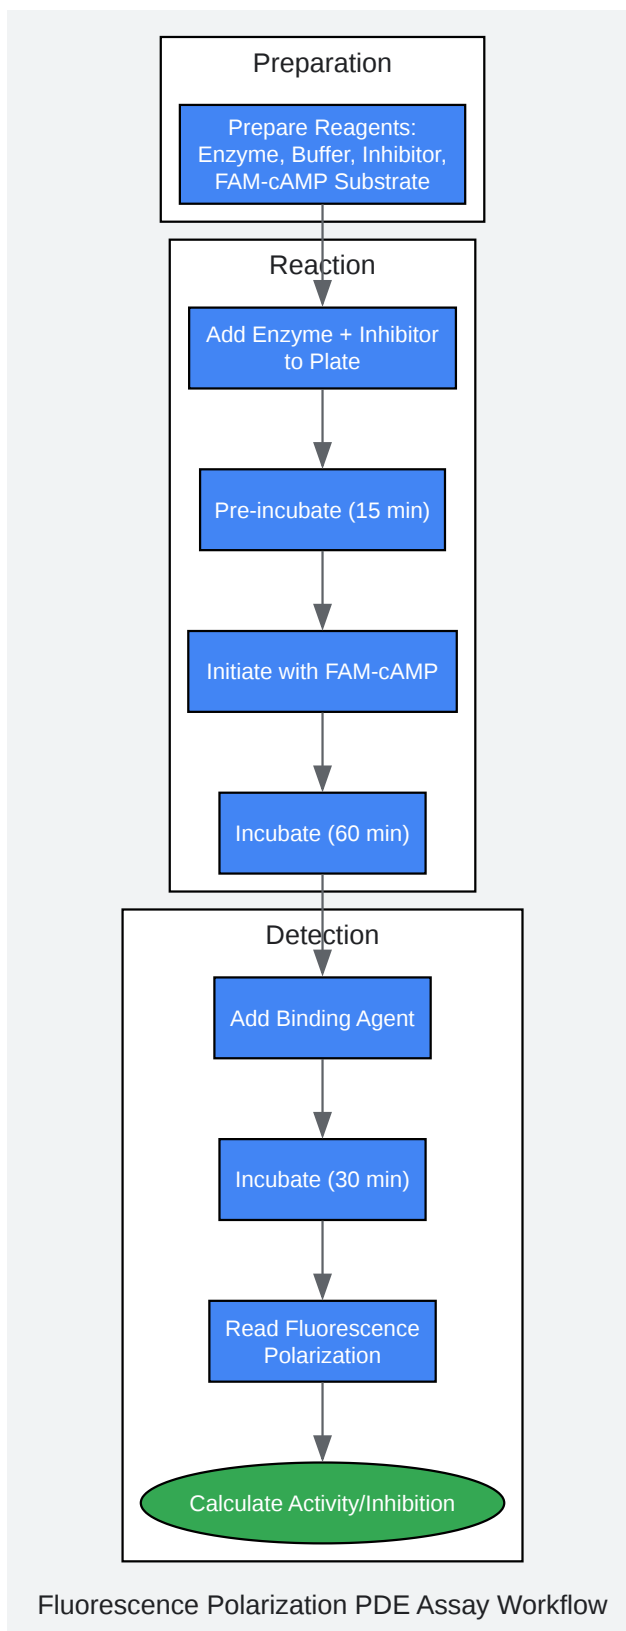 Preparation
Prepare Reagents:
Enzyme, Buffer, Inhibitor,
FAM-cAMP Substrate
Reaction
Add Enzyme + Inhibitor
to Plate
Pre-incubate (15 min)
Initiate with FAM-cAMP
Incubate (60 min)
Detection
Add Binding Agent
Incubate (30 min)
Read Fluorescence
Polarization
Calculate Activity/Inhibition
Fluorescence Polarization PDE Assay Workflow